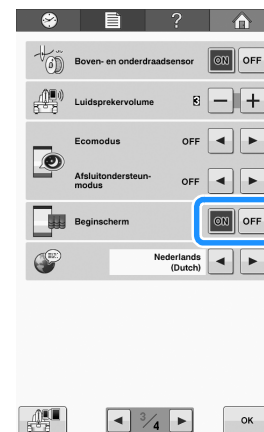 ?
Boven- en onderdraadsensor ON OFF
Luidsprekervolume 3 − +
Ecomodus OFF
Afsluitondersteun-
modus OFF
Beginscherm ON OFF
Nederlands
(Dutch)
3/4 OK